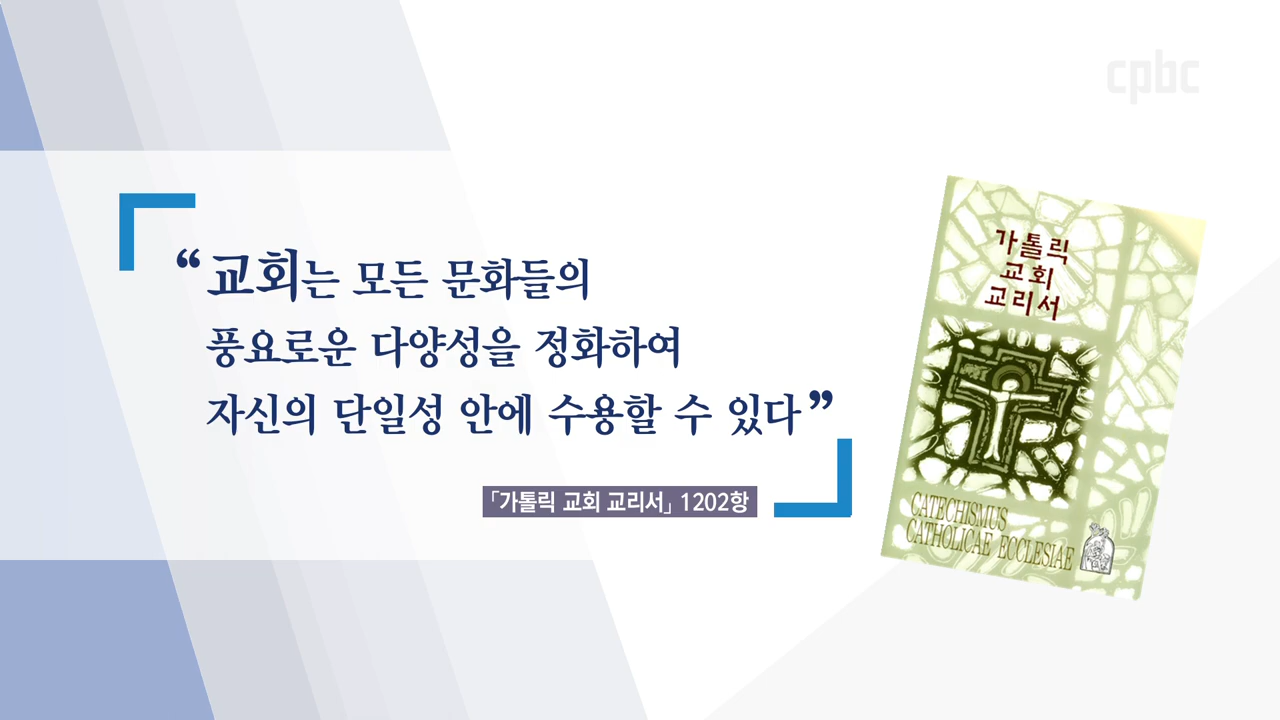 cpbc
“교회는 모든 문화들의
풍요로운 다양성을 정화하여
자신의 단일성 안에 수용할 수 있다”
「가톨릭 교회 교리서」 1202항
가톨릭
교회
교리서
CATECHISMUS
CATHOLICAE ECCLESIAE